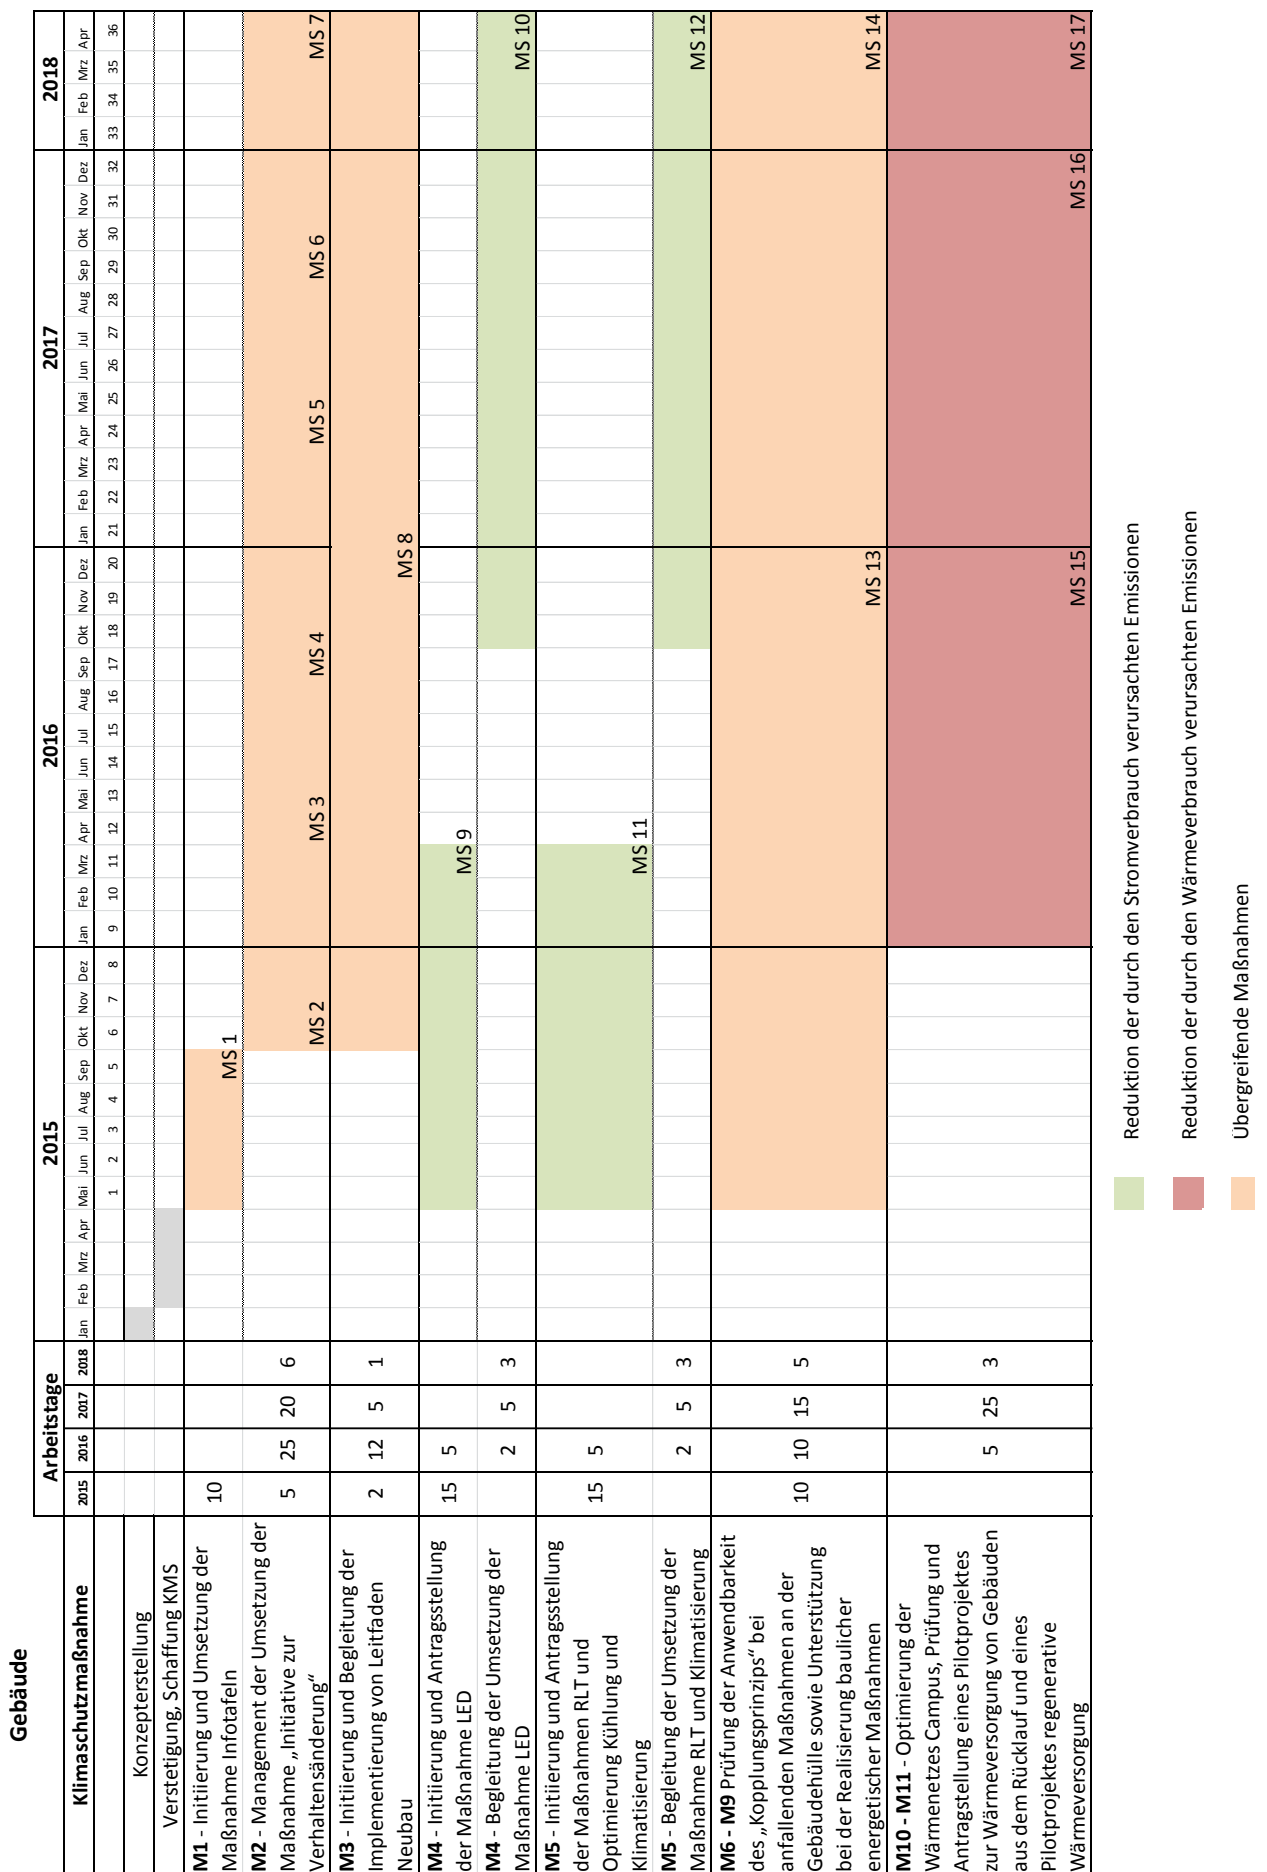 Gebäude
Klimaschutzmaßnahme Arbeitstage 2015 2016 2017 2018
2015 2016 2017 2018 Jan Feb Mrz Apr Mai Jun Jul Aug Sep Okt Nov Dez Jan Feb Mrz Apr Mai Jun Jul Aug Sep Okt Nov Dez Jan Feb Mrz Apr Mai Jun Jul Aug Sep Okt Nov Dez Jan Feb Mrz Apr
1 2 3 4 5 6 7 8 9 10 11 12 13 14 15 16 17 18 19 20 21 22 23 24 25 26 27 28 29 30 31 32 33 34 35 36
Konzepterstellung
Verstetigung, Schaffung KMS
M1 - Initiierung und Umsetzung der
Maßnahme Infotafeln
10
MS 1
M2 - Management der Umsetzung der
Maßnahme „Initiative zur
Verhaltensänderung“
5 25 20 6
MS 2 MS 3 MS 4 MS 5 MS 6 MS 7
M3 - Initiierung und Begleitung der
Implementierung von Leitfaden
Neubau
2 12 5 1
MS 8
M4 - Initiierung und Antragsstellung
der Maßnahme LED
15 5
MS 9
M4 - Begleitung der Umsetzung der
Maßnahme LED
2 5 3
MS 10
M5 - Initiierung und Antragsstellung
der Maßnahmen RLT und
Optimierung Kühlung und
Klimatisierung
15 5
MS 11
M5 - Begleitung der Umsetzung der
Maßnahme RLT und Klimatisierung
2 5 3
MS 12
M6 - M9 Prüfung der Anwendbarkeit
des „Kopplungsprinzips“ bei
anfallenden Maßnahmen an der
Gebäudehülle sowie Unterstützung
bei der Realisierung baulicher
energetischer Maßnahmen
10 10 15 5
MS 13 MS 14
M10 - M11 - Optimierung der
Wärmenetzes Campus, Prüfung und
Antragstellung eines Pilotprojektes
zur Wärmeversorgung von Gebäuden
aus dem Rücklauf und eines
Pilotprojektes regenerative
Wärmeversorgung
5 25 3
MS 15 MS 16 MS 17
Reduktion der durch den Stromverbrauch verursachten Emissionen
Reduktion der durch den Wärmeverbrauch verursachten Emissionen
Übergreifende Maßnahmen